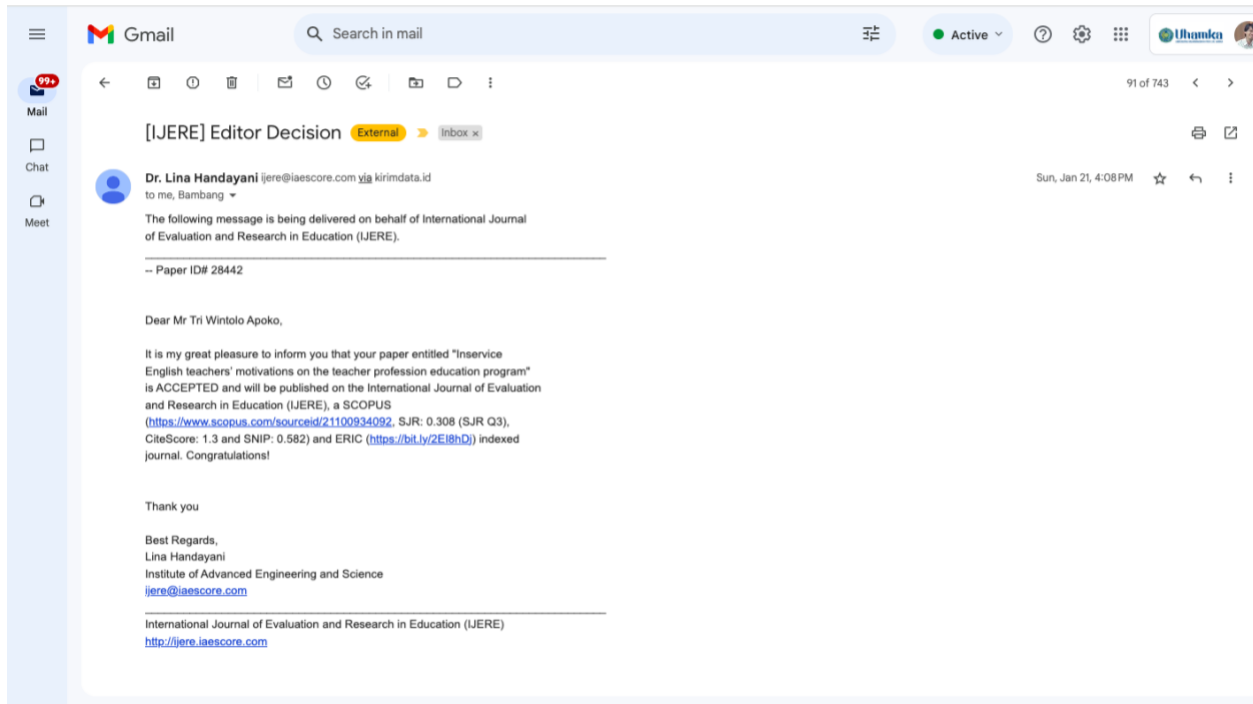 Gmail
Search in mail
Active
Uhamka
99+
Mail
Chat
Meet
91 of 743
[IJERE] Editor Decision External Inbox x
Dr. Lina Handayani ijere@iaescore.com via kirimdata.id
Sun, Jan 21, 4:08 PM
to me, Bambang
The following message is being delivered on behalf of International Journal
of Evaluation and Research in Education (IJERE).
-- Paper ID# 28442
Dear Mr Tri Wintolo Apoko,
It is my great pleasure to inform you that your paper entitled "Inservice
English teachers' motivations on the teacher profession education program"
is ACCEPTED and will be published on the International Journal of Evaluation
and Research in Education (IJERE), a SCOPUS
(https://www.scopus.com/sourceid/21100934092, SJR: 0.308 (SJR Q3),
CiteScore: 1.3 and SNIP: 0.582) and ERIC (https://bit.ly/2EI8hDj) indexed
journal. Congratulations!
Thank you
Best Regards,
Lina Handayani
Institute of Advanced Engineering and Science
ijere@iaescore.com
International Journal of Evaluation and Research in Education (IJERE)
http://ijere.iaescore.com